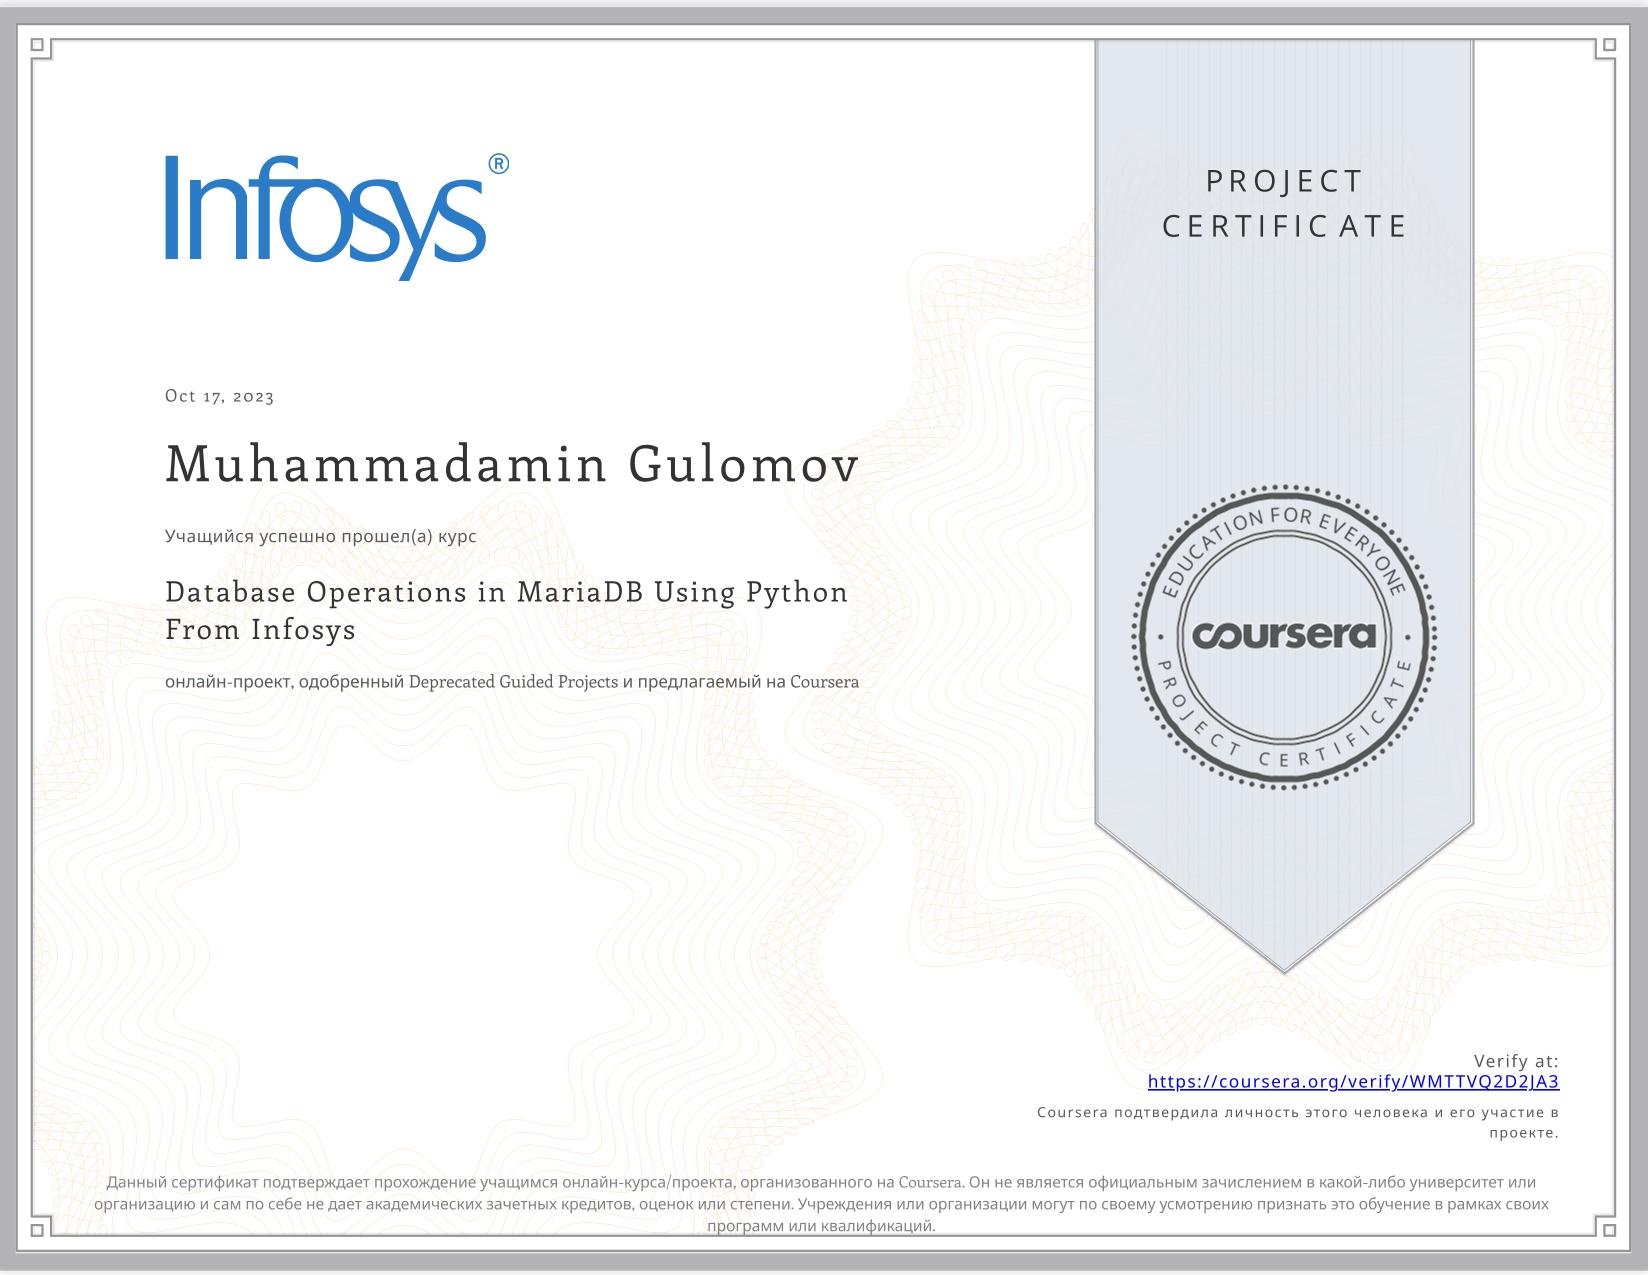 Infosys®
PROJECT
CERTIFICATE
Oct 17, 2023
Muhammadamin Gulomov
Учащийся успешно прошел(а) курс
Database Operations in MariaDB Using Python
From Infosys
онлайн-проект, одобренный Deprecated Guided Projects и предлагаемый на Coursera
EDUCATION FOR EVERYONE
coursera
PROJECT CERTIFICATE
Verify at:
https://coursera.org/verify/WMTTVQ2D2JA3
Coursera подтвердила личность этого человека и его участие в
проекте.
Данный сертификат подтверждает прохождение учащимся онлайн-курса/проекта, организованного на Coursera. Он не является официальным зачислением в какой-либо университет или
организацию и сам по себе не дает академических зачетных кредитов, оценок или степени. Учреждения или организации могут по своему усмотрению признать это обучение в рамках своих
программ или квалификаций.